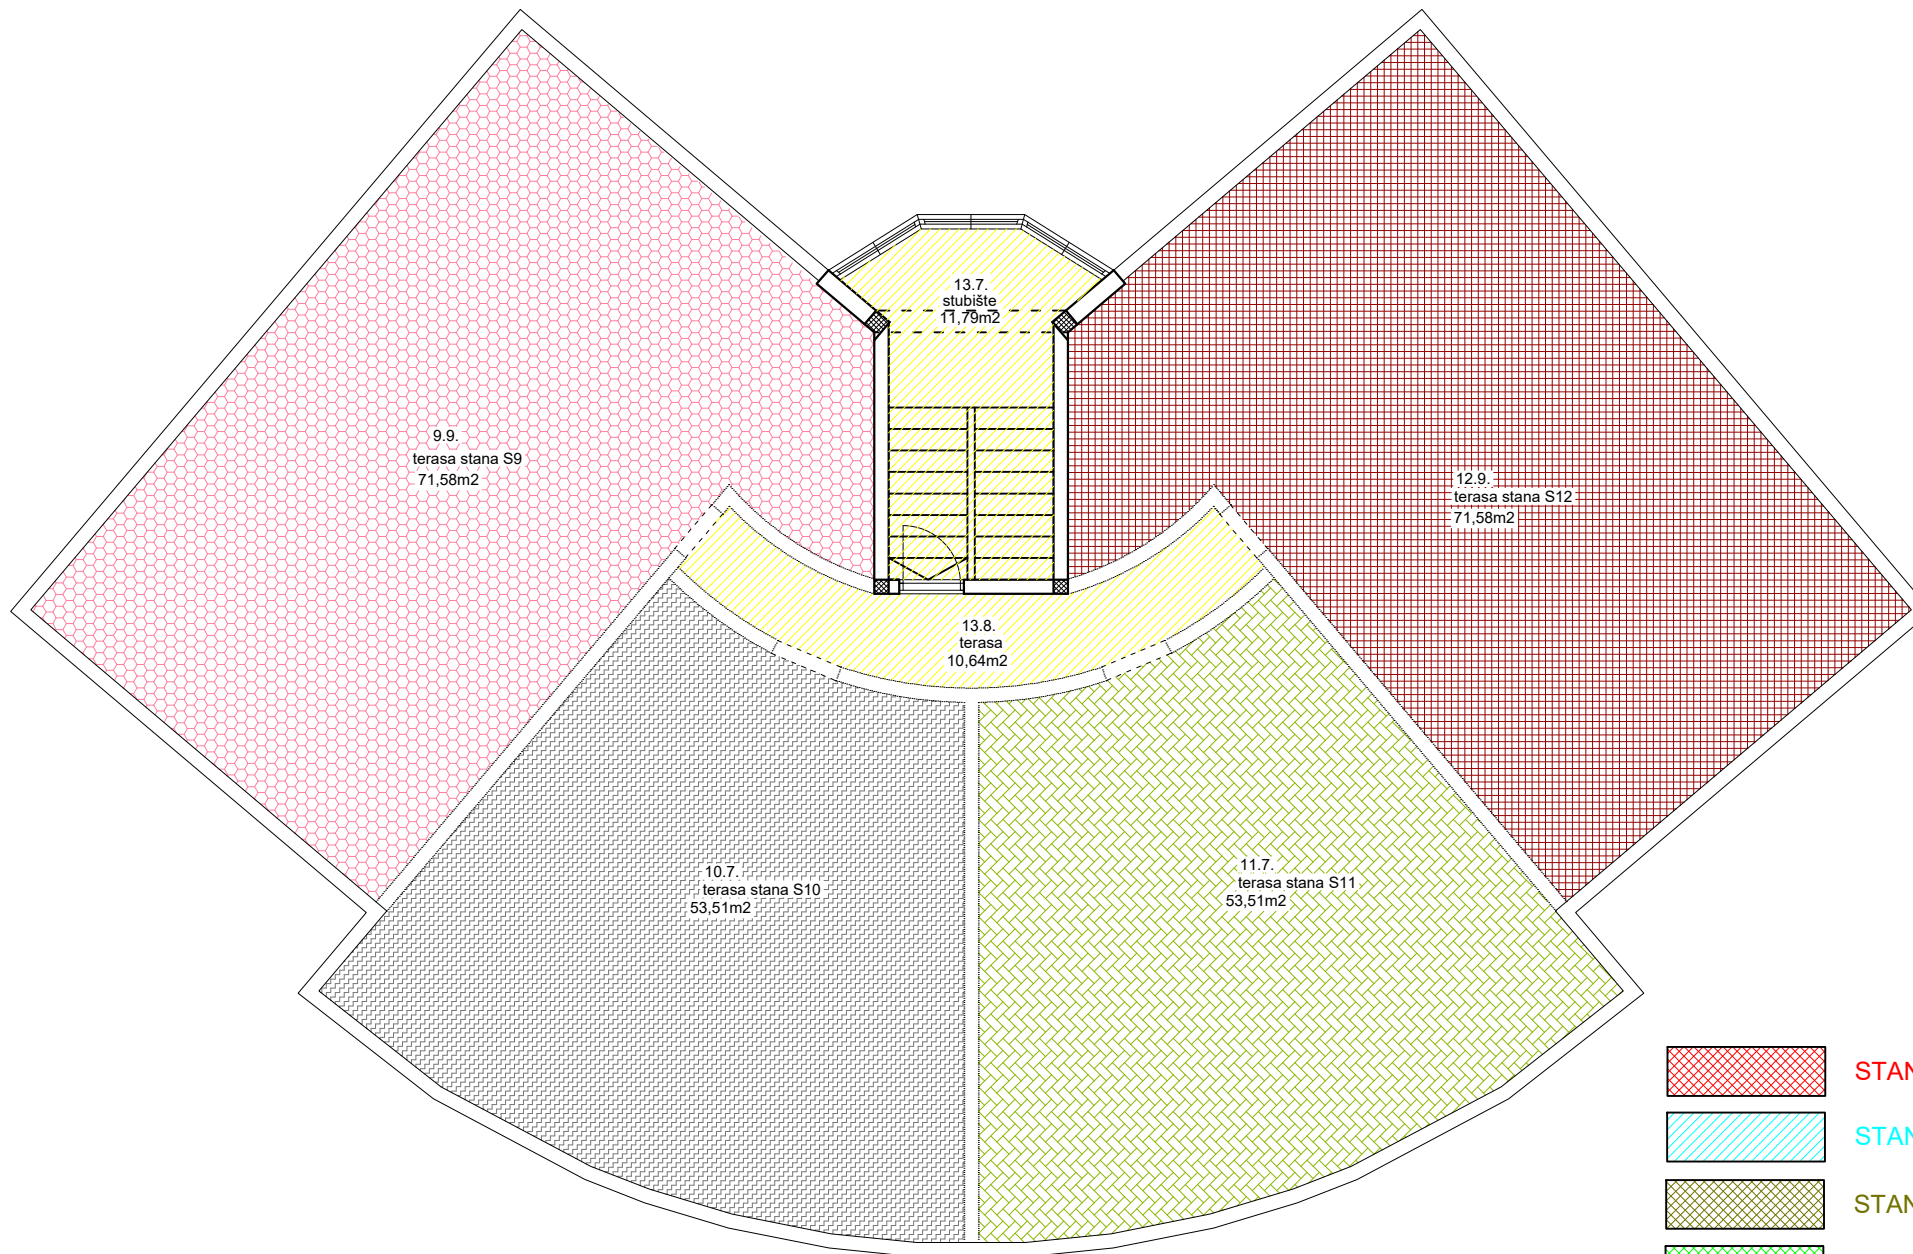 13.7.
stubište
11,79m2
9.9.
terasa stana S9
71,58m2
12.9.
terasa stana S12
71,58m2
13.8.
terasa
10,64m2
10.7.
terasa stana S10
53,51m2
11.7.
terasa stana S11
53,51m2
STAN
STAN
STAN